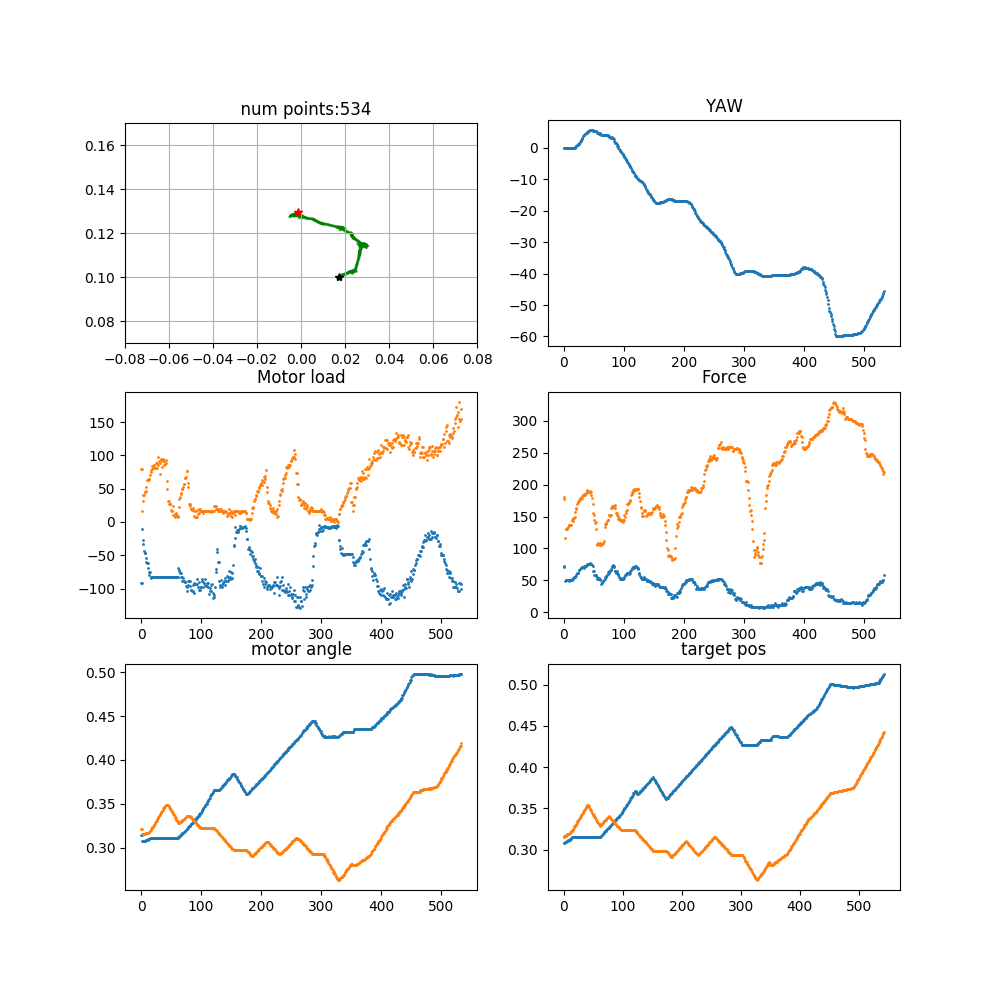 num points:534
0.16
0.14
0.12
0.10
0.08
−0.08 −0.06 −0.04 −0.02 0.00 0.02 0.04 0.06 0.08
YAW
0
−10
−20
−30
−40
−50
−60
0 100 200 300 400 500
Motor load
150
100
50
0
−50
−100
0 100 200 300 400 500
Force
300
250
200
150
100
50
0
0 100 200 300 400 500
motor angle
0.50
0.45
0.40
0.35
0.30
0 100 200 300 400 500
target pos
0.50
0.45
0.40
0.35
0.30
0 100 200 300 400 500